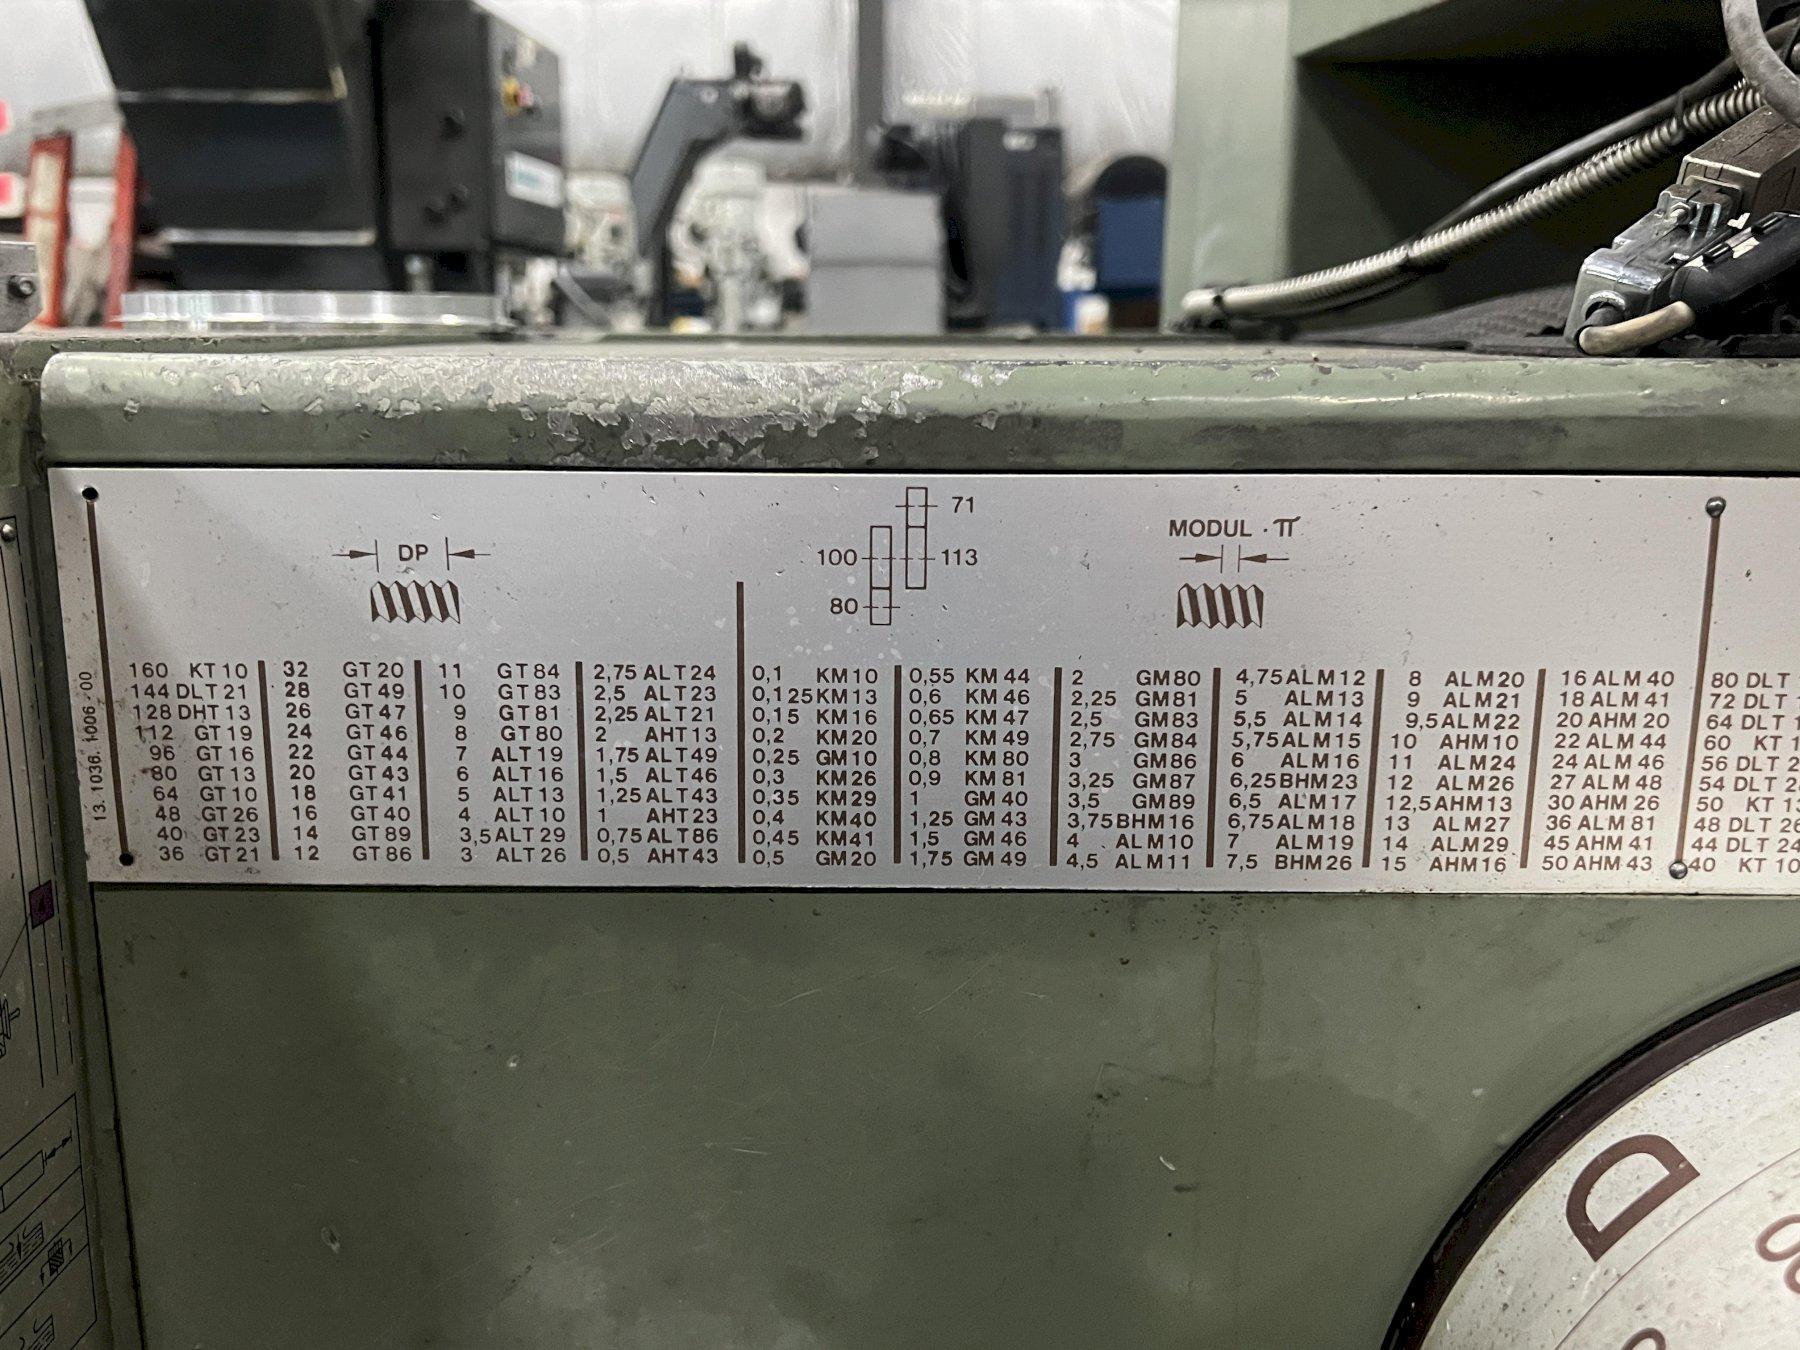 71
MODUL · π
DP
100 113
80
13. 1036. 1006-00
160 KT10 32 GT20 11 GT84 2,75 ALT24 0,1 KM10 0,55 KM44 2 GM80 4,75 ALM12 8 ALM20 16 ALM40 80 DLT
144 DLT21 28 GT49 10 GT83 2,5 ALT23 0,125 KM13 0,6 KM46 2,25 GM81 5 ALM13 9 ALM21 18 ALM41 72 DLT
128 DHT13 26 GT47 9 GT81 2,25 ALT21 0,15 KM16 0,65 KM47 2,5 GM83 5,5 ALM14 9,5 ALM22 20 AHM20 64 DLT
112 GT19 24 GT46 8 GT80 2 AHT13 0,2 KM20 0,7 KM49 2,75 GM84 5,75 ALM15 10 AHM10 22 ALM44 60 KT
96 GT16 22 GT44 7 ALT19 1,75 ALT49 0,25 GM10 0,8 KM80 3 GM86 6 ALM16 11 ALM24 24 ALM46 56 DLT
80 GT13 20 GT43 6 ALT16 1,5 ALT46 0,3 KM26 0,9 KM81 3,25 GM87 6,25 BHM23 12 ALM26 27 ALM48 54 DLT
64 GT10 18 GT41 5 ALT13 1,25 ALT43 0,35 KM29 1 GM40 3,5 GM89 6,5 ALM17 12,5 AHM13 30 AHM26 50 KT
48 GT26 16 GT40 4 ALT10 1 AHT23 0,4 KM40 1,25 GM43 3,75 BHM16 6,75 ALM18 13 ALM27 36 ALM81 48 DLT 26
40 GT23 14 GT89 3,5 ALT29 0,75 ALT86 0,45 KM41 1,5 GM46 4 ALM10 7 ALM19 14 ALM29 45 AHM41 44 DLT 24
36 GT21 12 GT86 3 ALT26 0,5 AHT43 0,5 GM20 1,75 GM49 4,5 ALM11 7,5 BHM26 15 AHM16 50 AHM43 40 KT 10
D